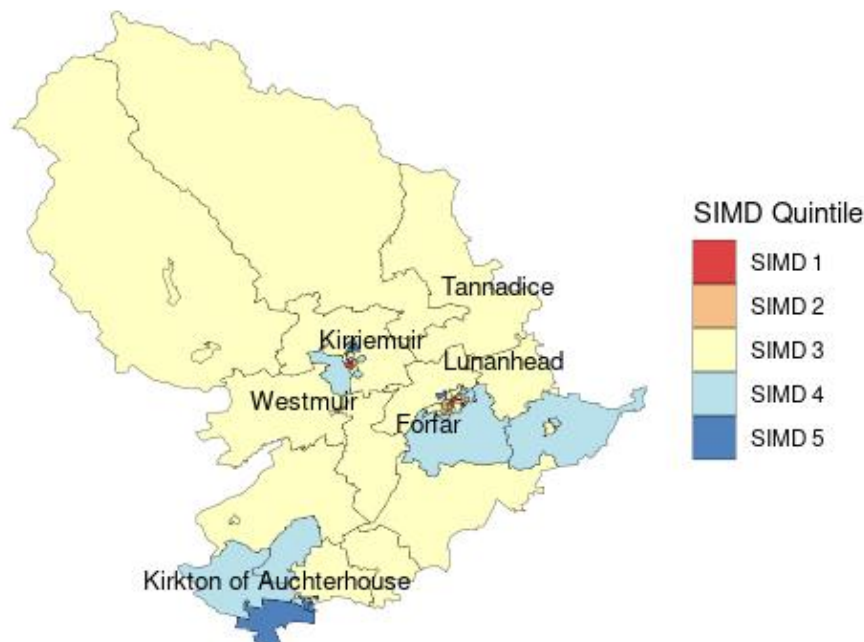 SIMD Quintile
SIMD 1
SIMD 2
SIMD 3
SIMD 4
SIMD 5
Tannadice
Kirriemuir
Lunanhead
Westmuir
Forfar
Kirkton of Auchterhouse